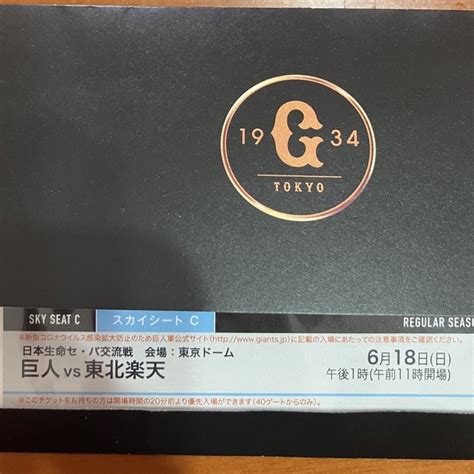 19 G 34
TOKYO
SKY SEAT C スカイシート C REGULAR SEASO
※新型コロナウイルス感染拡大防止のため巨人軍公式サイト(http://www.giants.jp)に記載の入場にあたっての注意事項をご確認ください。
日本生命セ・パ交流戦 会場：東京ドーム 6月18日(日)
巨人 vs 東北楽天 午後1時(午前11時開場)
※このチケットをお持ちの方は開場時間の20分前より優先入場ができます(40ゲートからのみ)。